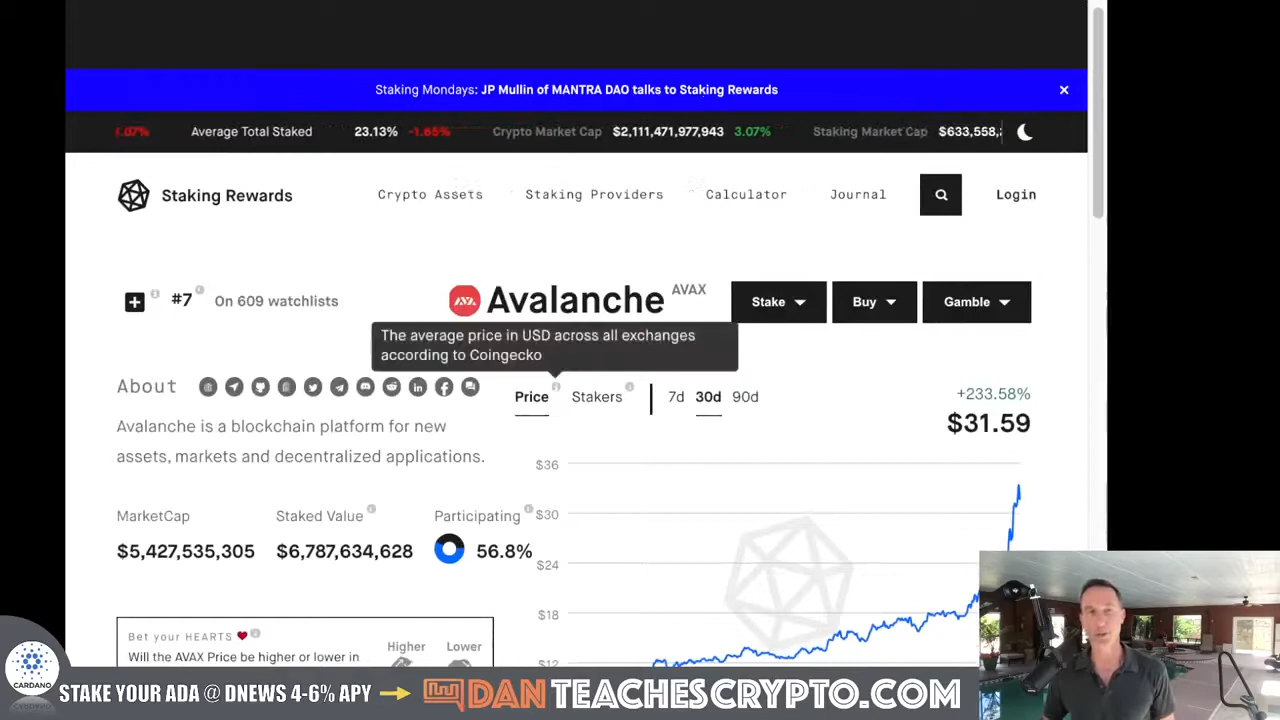 Staking Mondays: JP Mullin of MANTRA DAO talks to Staking Rewards ×
Average Total Staked 23.13% -1.65% Crypto Market Cap $2,111,471,977,943 3.07% Staking Market Cap $633,558,
Staking Rewards Crypto Assets Staking Providers Calculator Journal Login
#7 On 609 watchlists Avalanche AVAX Stake Buy Gamble
The average price in USD across all exchanges
according to Coingecko
About Price Stakers 7d 30d 90d +233.58%
$31.59
Avalanche is a blockchain platform for new
assets, markets and decentralized applications.
$36
MarketCap Staked Value Participating $30
$5,427,535,305 $6,787,634,628 56.8%
$24
$18
Bet your HEARTS Higher Lower
Will the AVAX Price be higher or lower in
$12
CARDANO STAKE YOUR ADA @ DNEWS 4-6% APY DANTEACHESCRYPTO.COM